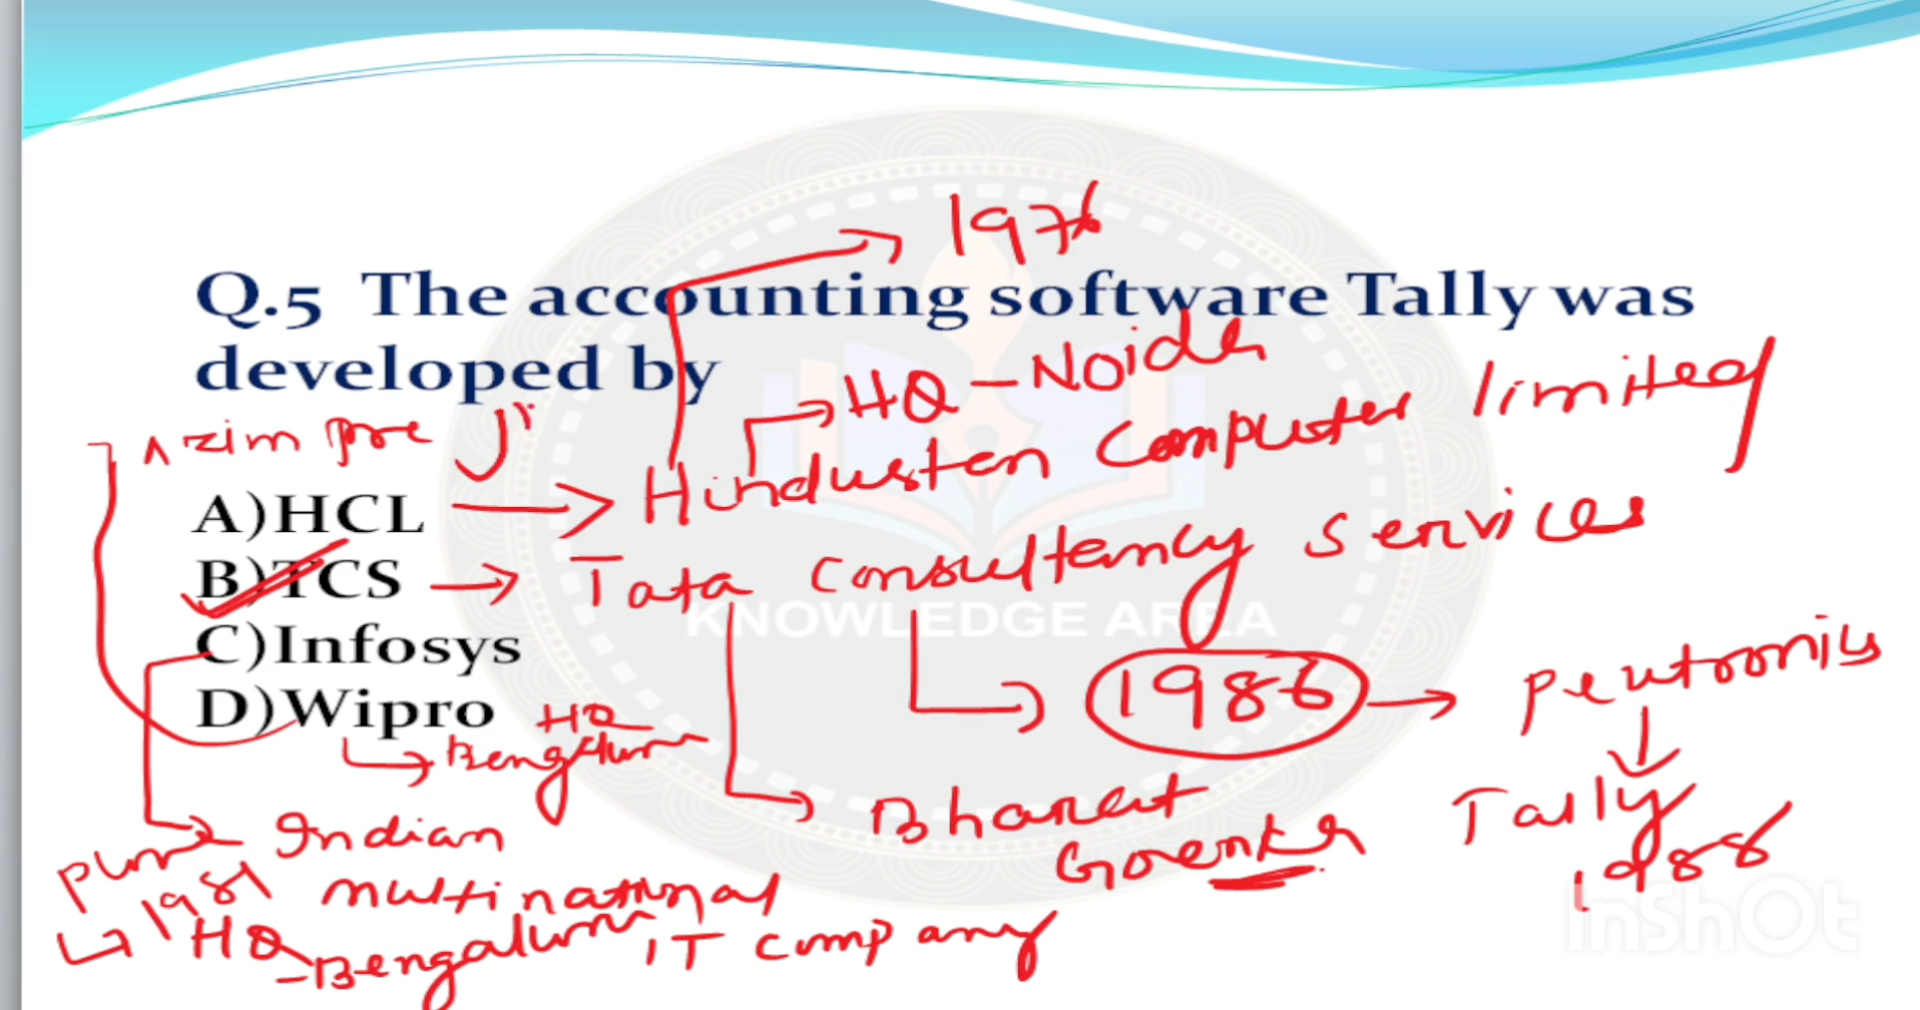 1976
Q.5 The accounting software Tally was
developed by
HQ - Noida
Azim pre ji
A)HCL → Hindusten Computer limited
B)TCS → Tata Consultancy Services
KNOWLEDGE AREA
C)Infosys
1986 → Peutronics
D)Wipro
HQ
Bengaluru
Bharat
Goenka
Tally
1988
Indian
multinational
IT company
Pune
1981
HQ
-Bengaluru
InShOt